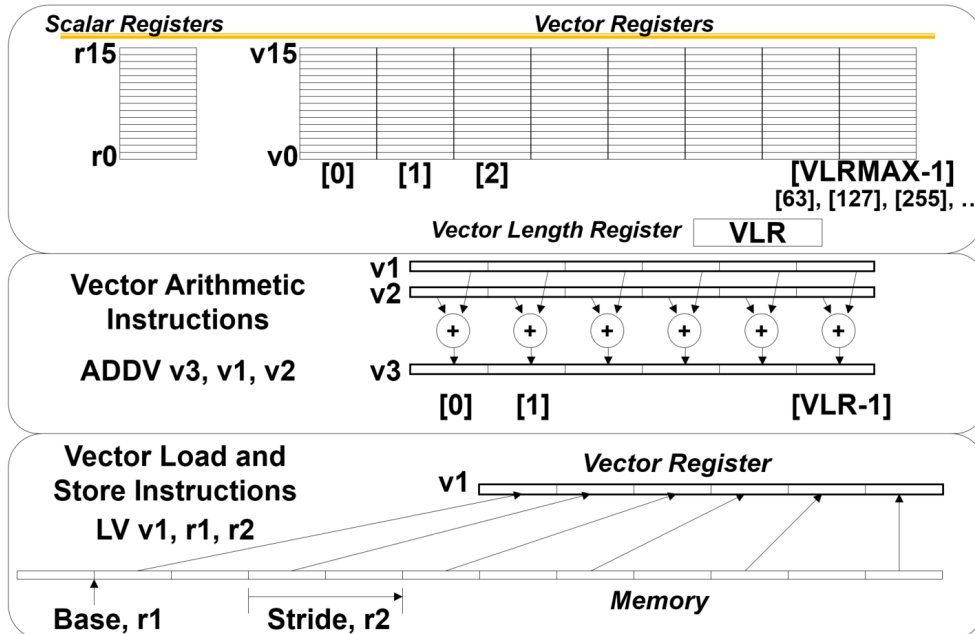 Scalar Registers
Vector Registers
r15
v15
r0
v0
[0]
[1]
[2]
[VLRMAX-1]
[63], [127], [255], ...
Vector Length Register
VLR
Vector Arithmetic
Instructions
ADDV v3, v1, v2
v1
v2
+ + + + + +
v3
[0]
[1]
[VLR-1]
Vector Load and
Store Instructions
LV v1, r1, r2
Vector Register
v1
Base, r1
Stride, r2
Memory